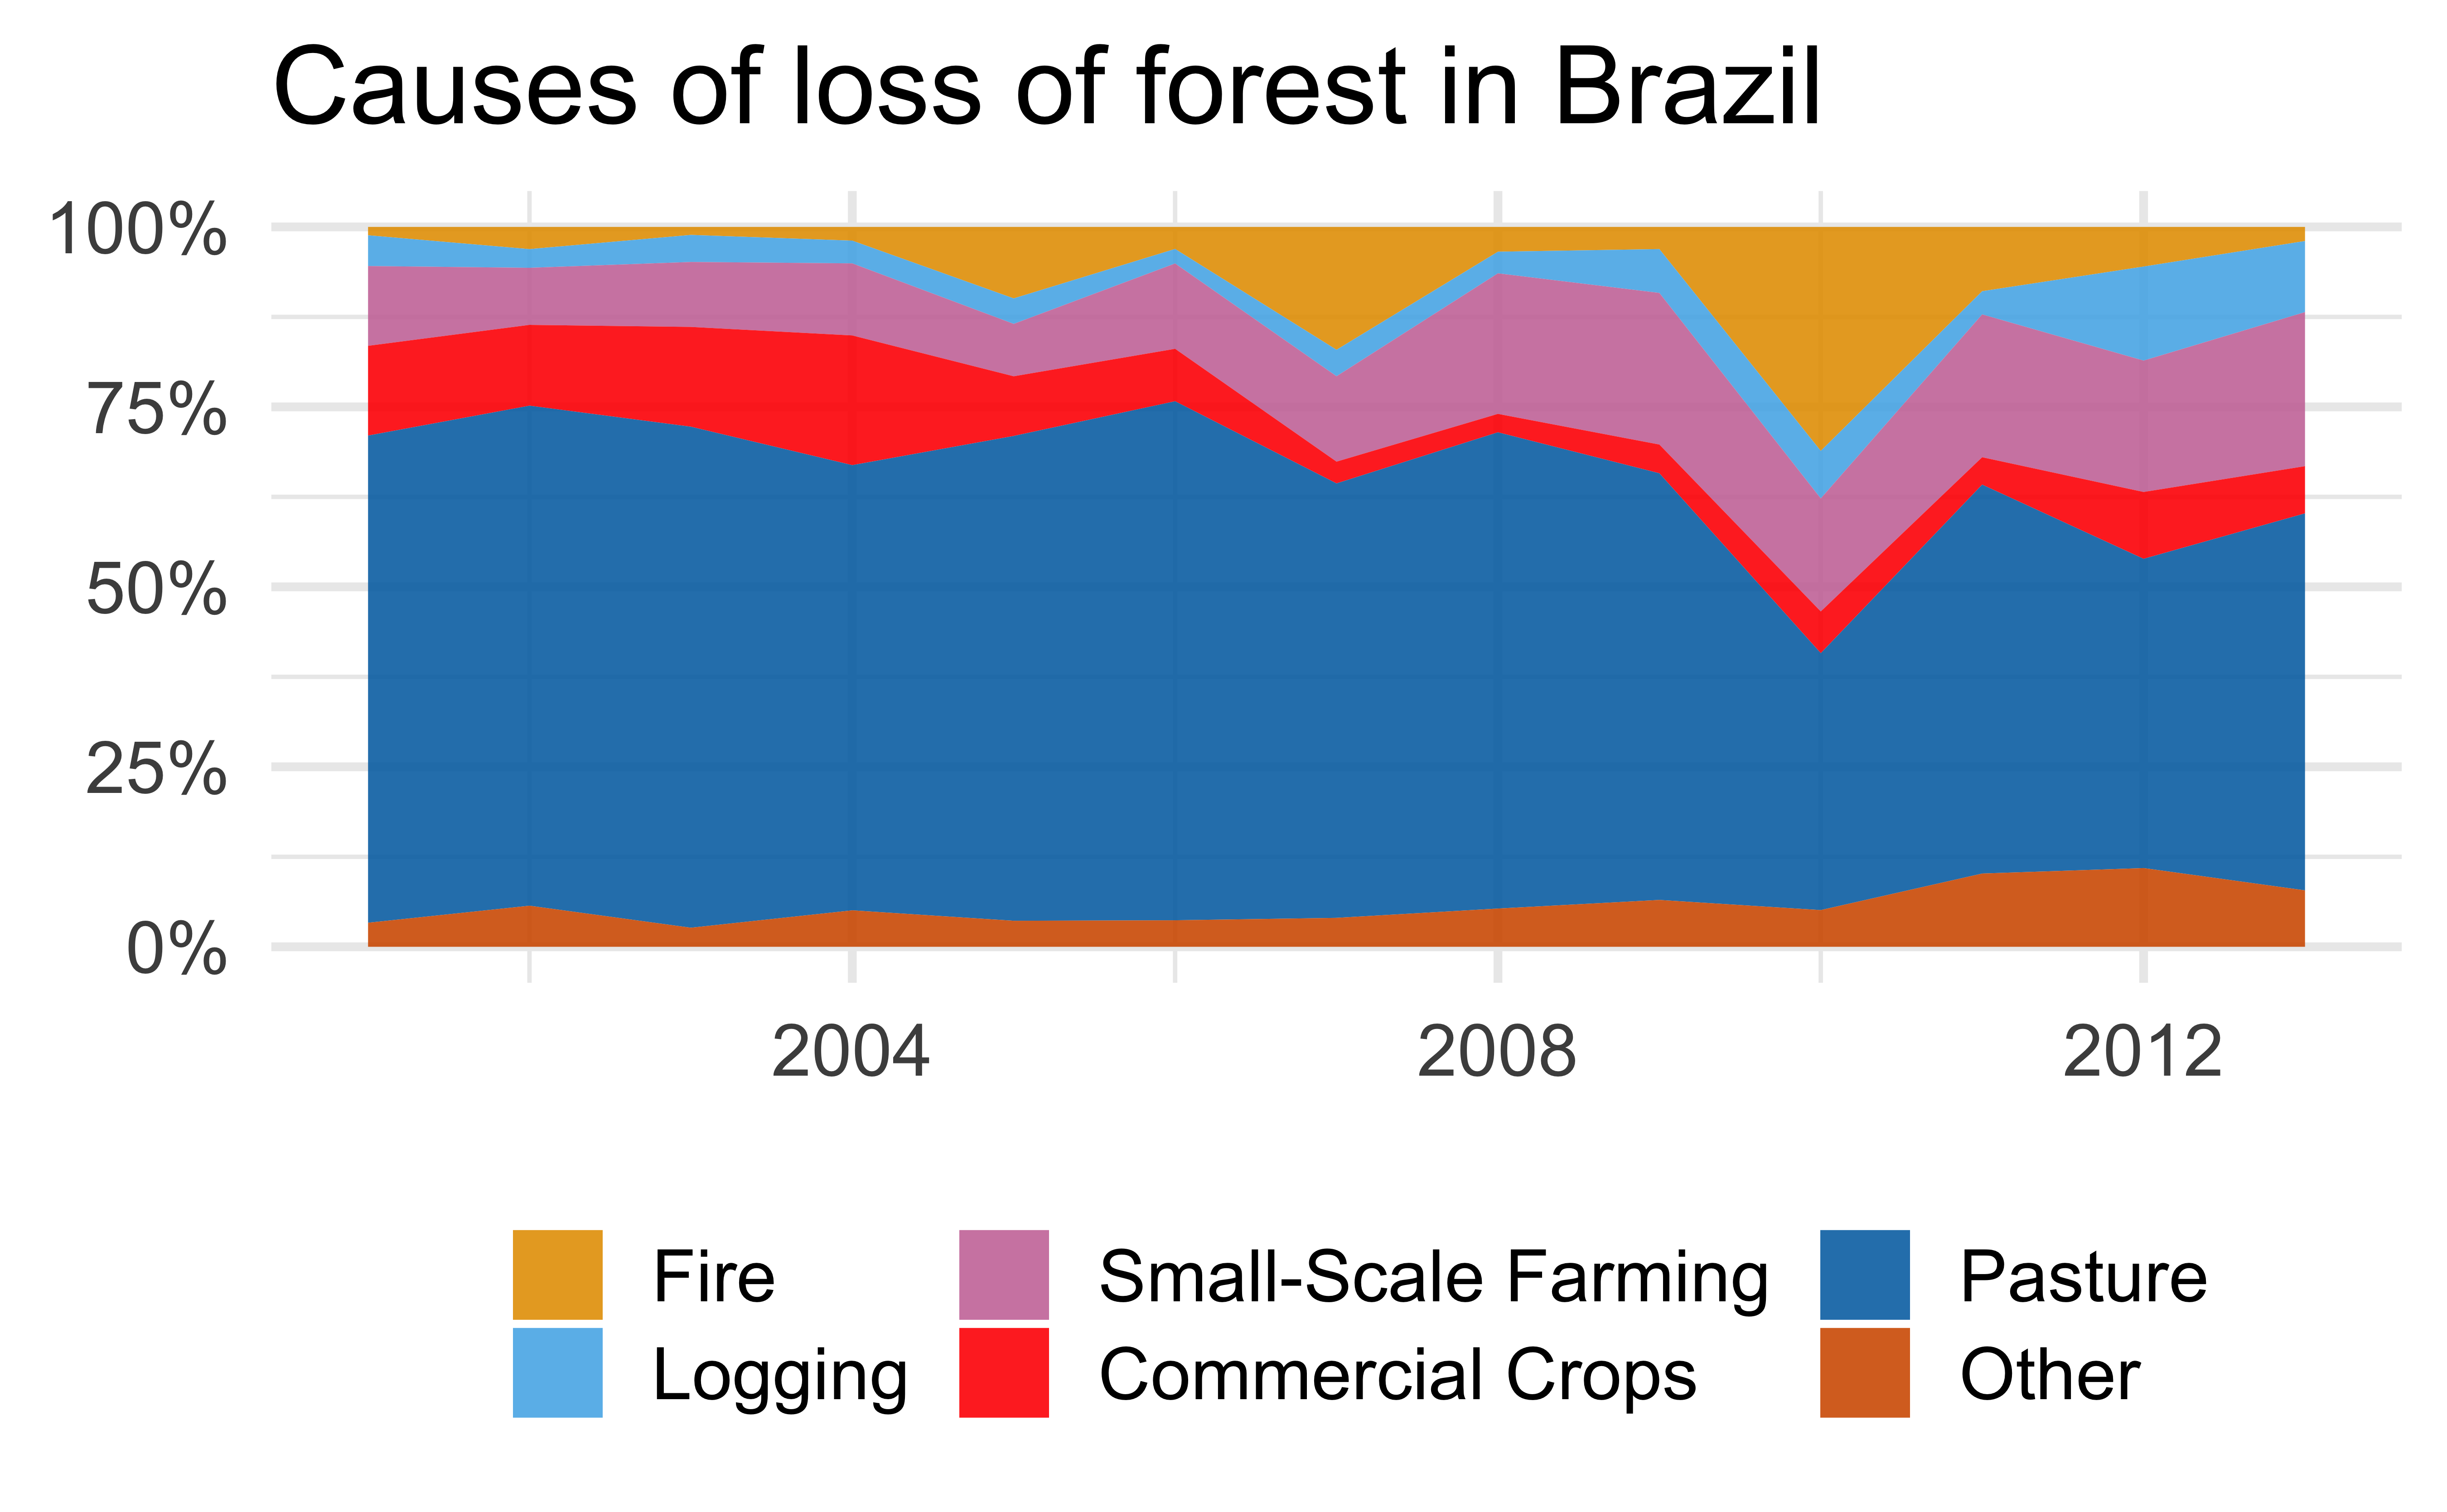 Causes of loss of forest in Brazil
100%
75%
50%
25%
0%
2004 2008 2012
Fire Small-Scale Farming Pasture
Logging Commercial Crops Other